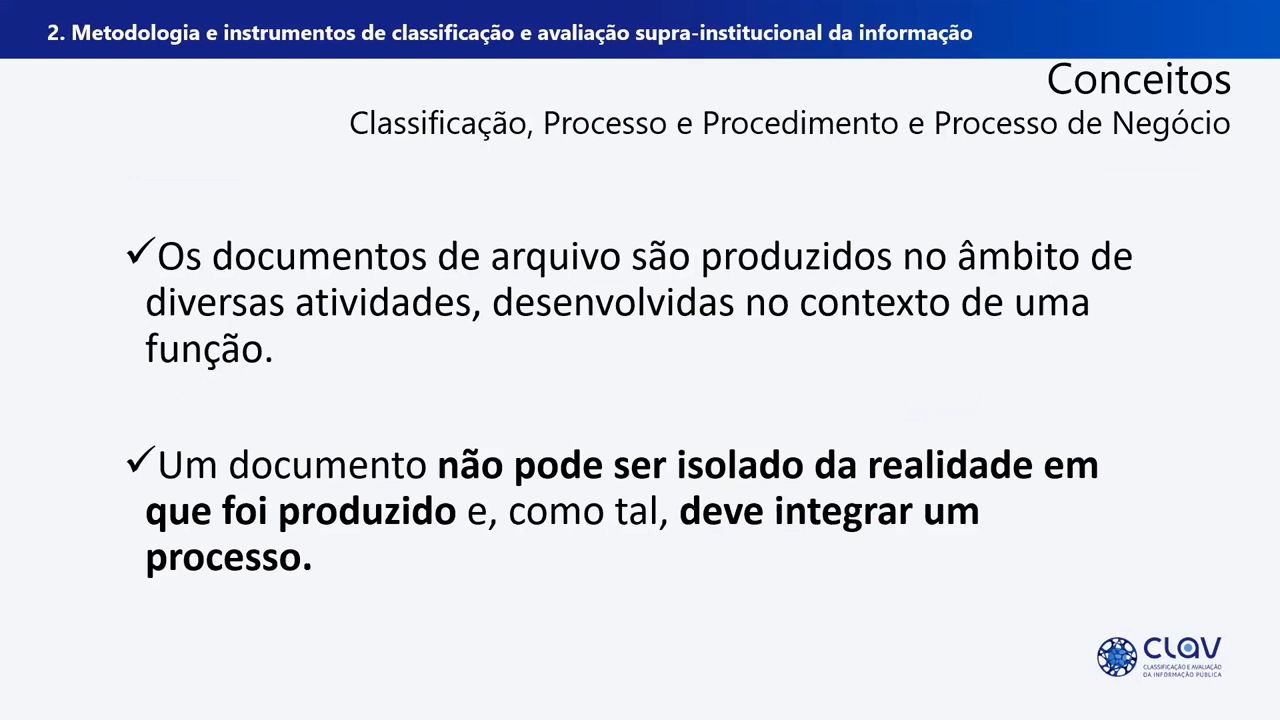 2. Metodologia e instrumentos de classificação e avaliação supra-institucional da informação
Conceitos
Classificação, Processo e Procedimento e Processo de Negócio
✓Os documentos de arquivo são produzidos no âmbito de
diversas atividades, desenvolvidas no contexto de uma
função.
✓Um documento não pode ser isolado da realidade em
que foi produzido e, como tal, deve integrar um
processo.
CLAV
CLASSIFICAÇÃO E AVALIAÇÃO
DA INFORMAÇÃO PÚBLICA